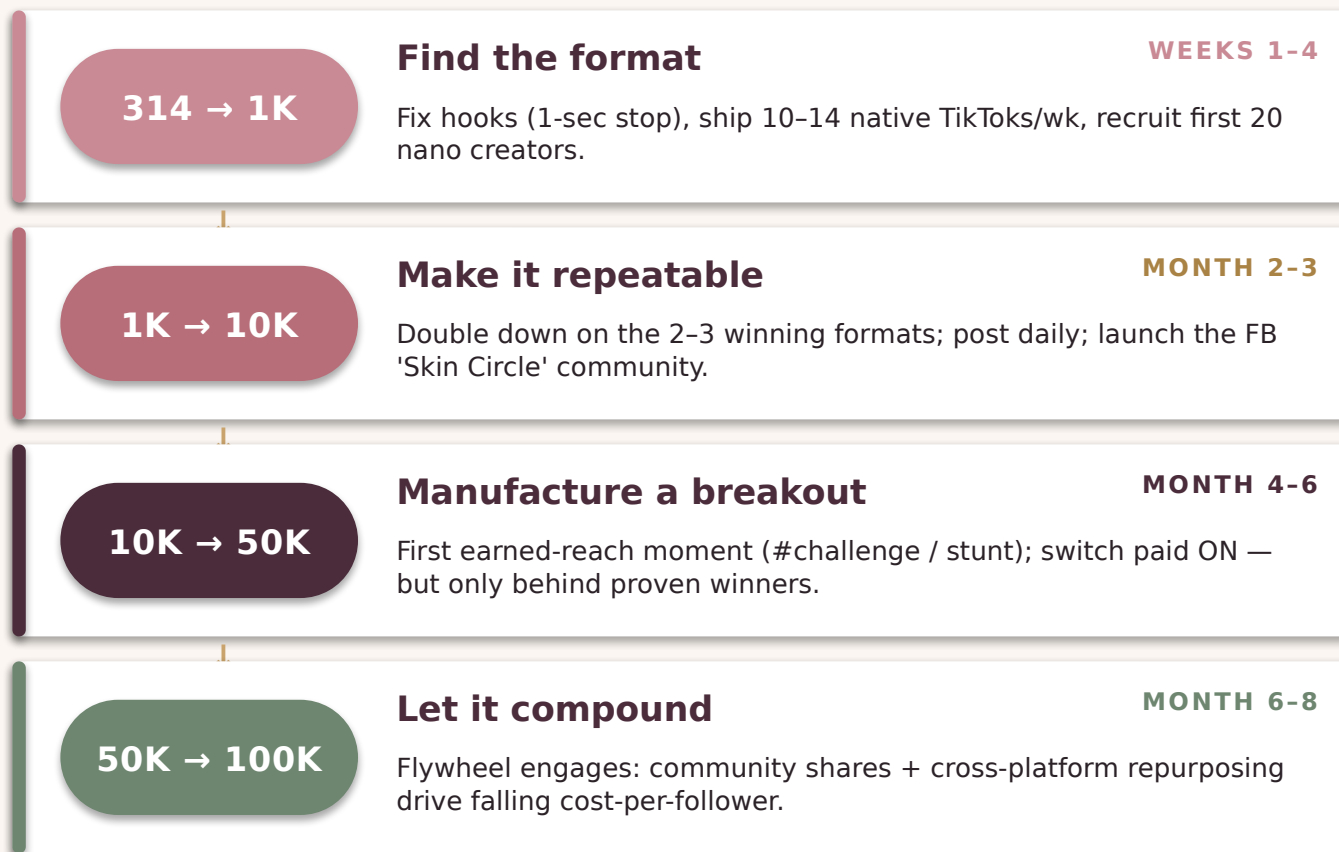 314 → 1K
Find the format
WEEKS 1–4
Fix hooks (1-sec stop), ship 10–14 native TikToks/wk, recruit first 20
nano creators.
1K → 10K
Make it repeatable
MONTH 2–3
Double down on the 2–3 winning formats; post daily; launch the FB
'Skin Circle' community.
10K → 50K
Manufacture a breakout
MONTH 4–6
First earned-reach moment (#challenge / stunt); switch paid ON —
but only behind proven winners.
50K → 100K
Let it compound
MONTH 6–8
Flywheel engages: community shares + cross-platform repurposing
drive falling cost-per-follower.